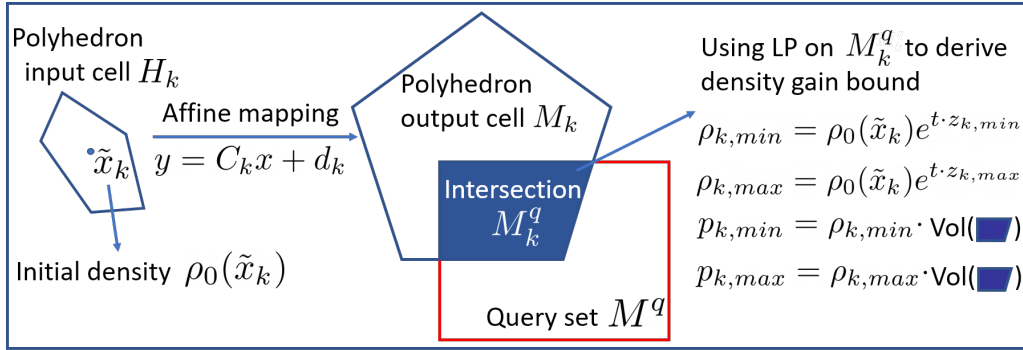 Polyhedron
input cell H_k
Affine mapping
y = C_k x + d_k
x̃_k
Initial density ρ_0(x̃_k)
Polyhedron
output cell M_k
Intersection
M_k^q
Query set M^q
Using LP on M_k^q to derive
density gain bound
ρ_{k,min} = ρ_0(x̃_k)e^{t·z_{k,min}}
ρ_{k,max} = ρ_0(x̃_k)e^{t·z_{k,max}}
p_{k,min} = ρ_{k,min}· Vol( )
p_{k,max} = ρ_{k,max}· Vol( )